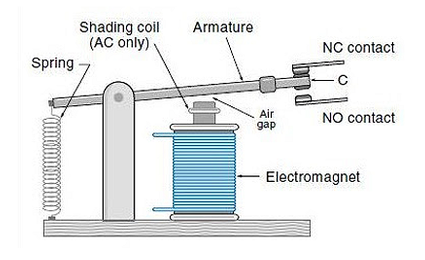 Shading coil
(AC only)
Armature
NC contact
Spring
C
Air
gap
NO contact
Electromagnet